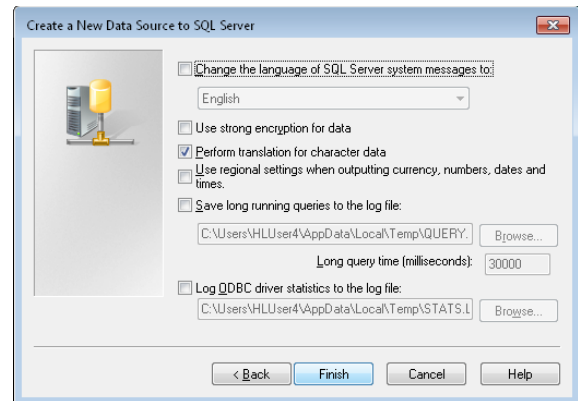 Create a New Data Source to SQL Server
Change the language of SQL Server system messages to:
English
Use strong encryption for data
Perform translation for character data
Use regional settings when outputting currency, numbers, dates and
times.
Save long running queries to the log file:
C:\Users\HLUser4\AppData\Local\Temp\QUERY. Browse...
Long query time (milliseconds): 30000
Log ODBC driver statistics to the log file:
C:\Users\HLUser4\AppData\Local\Temp\STATS.L Browse...
< Back Finish Cancel Help